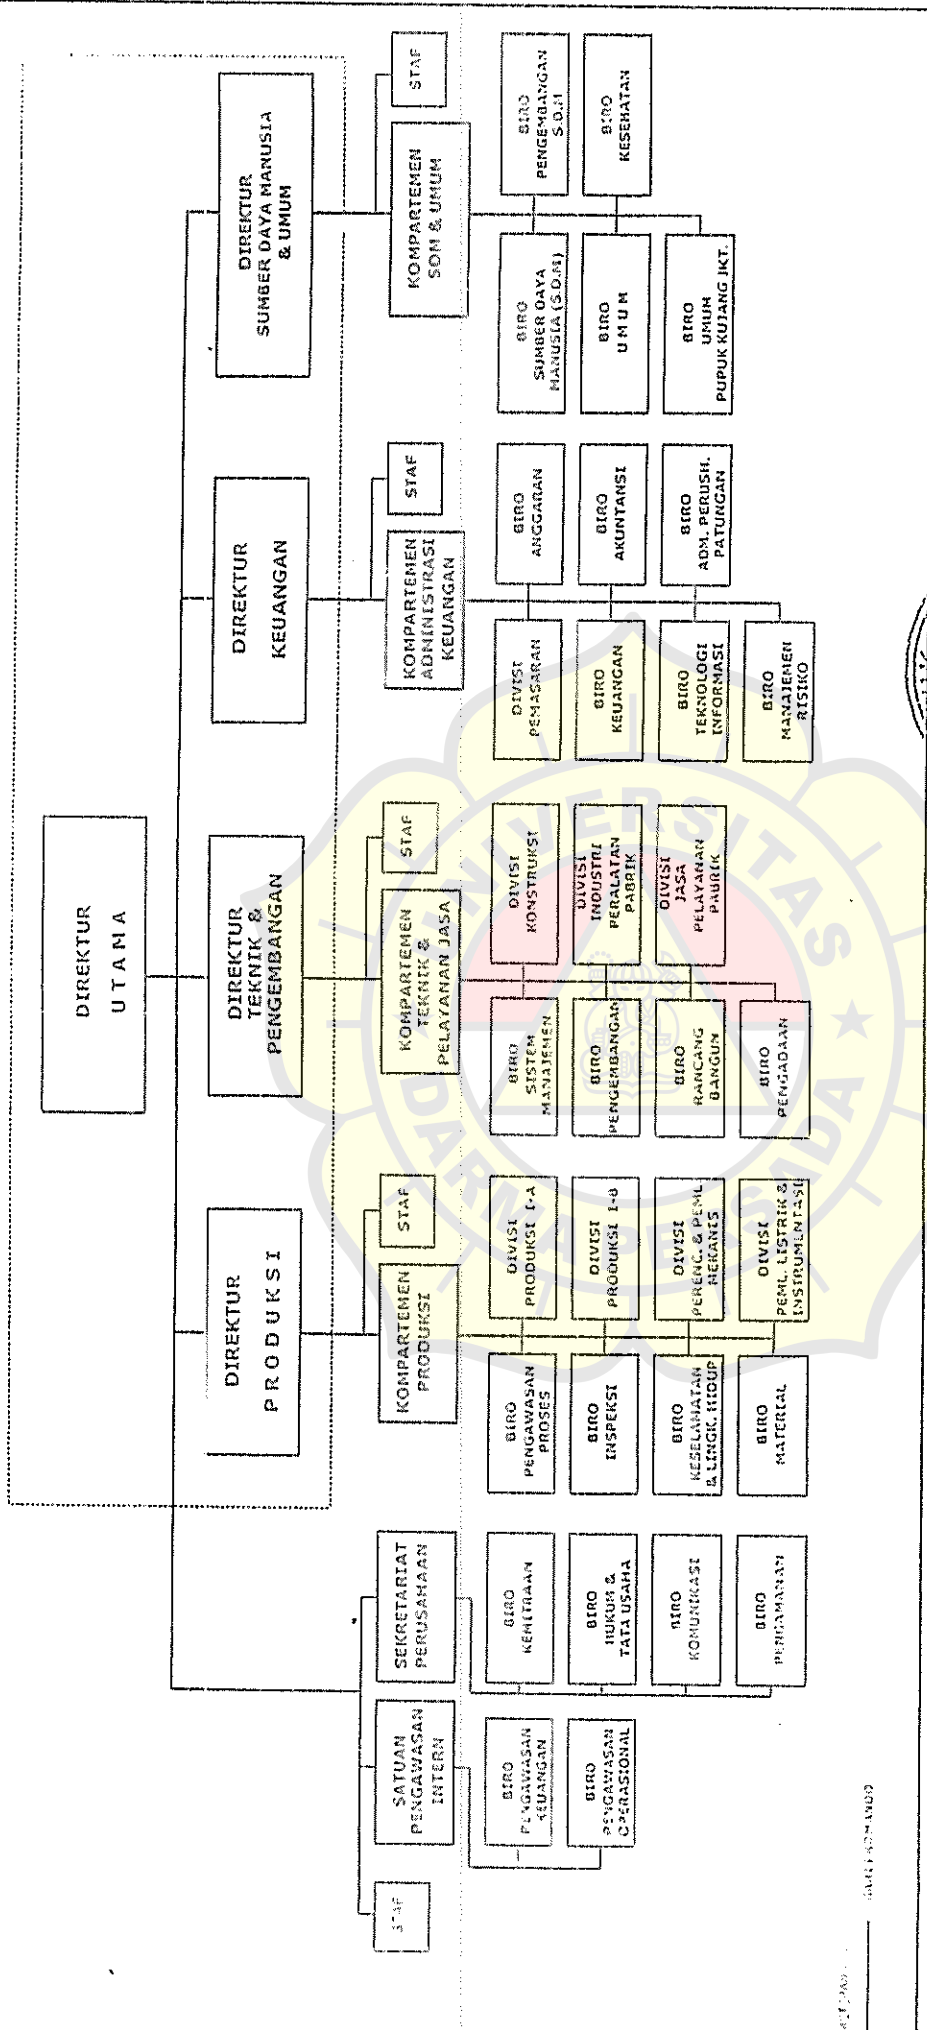 DIREKTUR
U T A M A
DIREKTUR
P R O D U K S I
DIREKTUR
TEKNIK &
PENGEMBANGAN
DIREKTUR
KEUANGAN
DIREKTUR
SUMBER DAYA MANUSIA
& UMUM
STAF
SATUAN
PENGAWASAN
INTERN
SEKRETARIAT
PERUSAHAAN
KOMPARTEMEN
PRODUKSI
STAF
KOMPARTEMEN
TEKNIK &
PELAYANAN JASA
STAF
KOMPARTEMEN
ADMINISTRASI
KEUANGAN
STAF
KOMPARTEMEN
SDM & UMUM
STAF
BIRO
PENGAWASAN
KEUANGAN
BIRO
PENGAWASAN
OPERASIONAL
BIRO
KEMITRAAN
BIRO
HUKUM &
TATA USAHA
BIRO
KOMUNIKASI
BIRO
PENGAMANAN
BIRO
PENGAWASAN
PROSES
BIRO
INSPEKSI
BIRO
KESELAMATAN
& LINGK. HIDUP
BIRO
MATERIAL
DIVISI
PRODUKSI I-A
DIVISI
PRODUKSI I-B
DIVISI
PERENC. & PEML.
MEKANIS
DIVISI
PEML. LISTRIK &
INSTRUMENTASI
BIRO
SISTEM
MANAJEMEN
BIRO
PENGEMBANGAN
BIRO
RANCANG
BANGUN
BIRO
PENGADAAN
DIVISI
KONSTRUKSI
DIVISI
INDUSTRI
PERALATAN
PABRIK
DIVISI
JASA
PELAYANAN
PABRIK
DIVISI
PEMASARAN
BIRO
KEUANGAN
BIRO
TEKNOLOGI
INFORMASI
BIRO
MANAJEMEN
RISIKO
BIRO
ANGGARAN
BIRO
AKUNTANSI
BIRO
ADM. PERUSH.
PATUNGAN
BIRO
SUMBER DAYA
MANUSIA (S.D.M)
BIRO
U M U M
BIRO
UMUM
PUPUK KUJANG JKT.
BIRO
PENGEMBANGAN
S.D.M
BIRO
KESEHATAN
GARIS KOMANDO
UNIVERSITAS
DARMA PERSADA